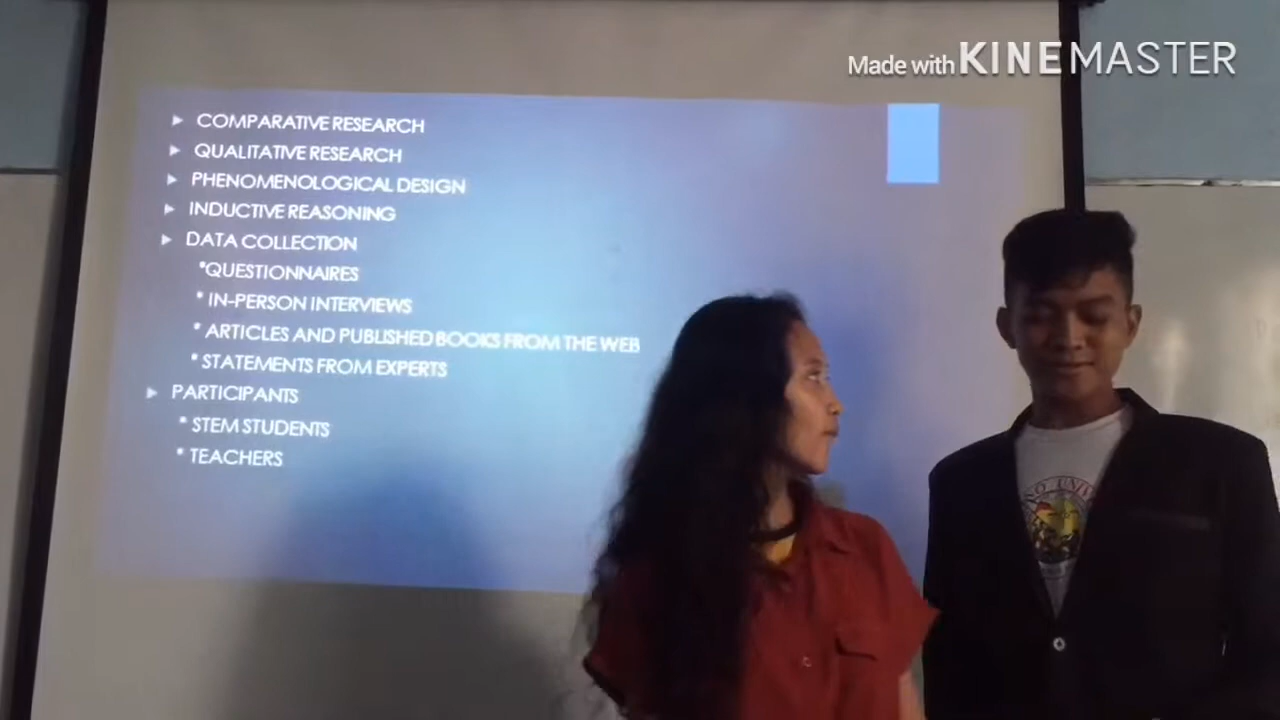 Made with KINEMASTER
COMPARATIVE RESEARCH
QUALITATIVE RESEARCH
PHENOMENOLOGICAL DESIGN
INDUCTIVE REASONING
DATA COLLECTION
*QUESTIONNAIRES
* IN-PERSON INTERVIEWS
* ARTICLES AND PUBLISHED BOOKS FROM THE WEB
* STATEMENTS FROM EXPERTS
PARTICIPANTS
* STEM STUDENTS
* TEACHERS